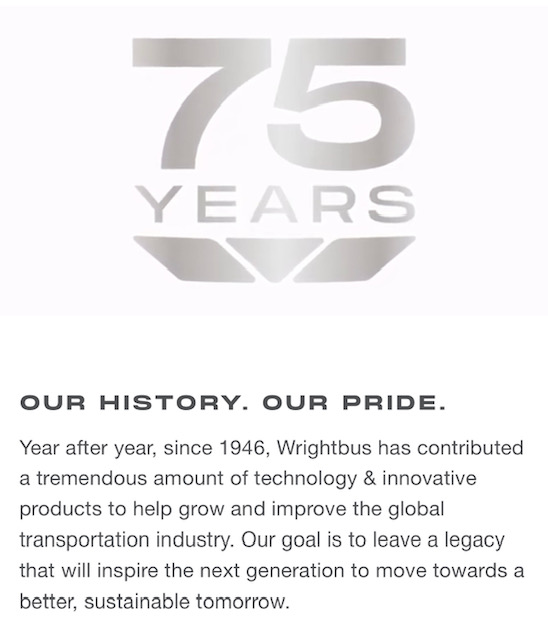 75
YEARS
OUR HISTORY. OUR PRIDE.
Year after year, since 1946, Wrightbus has contributed
a tremendous amount of technology & innovative
products to help grow and improve the global
transportation industry. Our goal is to leave a legacy
that will inspire the next generation to move towards a
better, sustainable tomorrow.